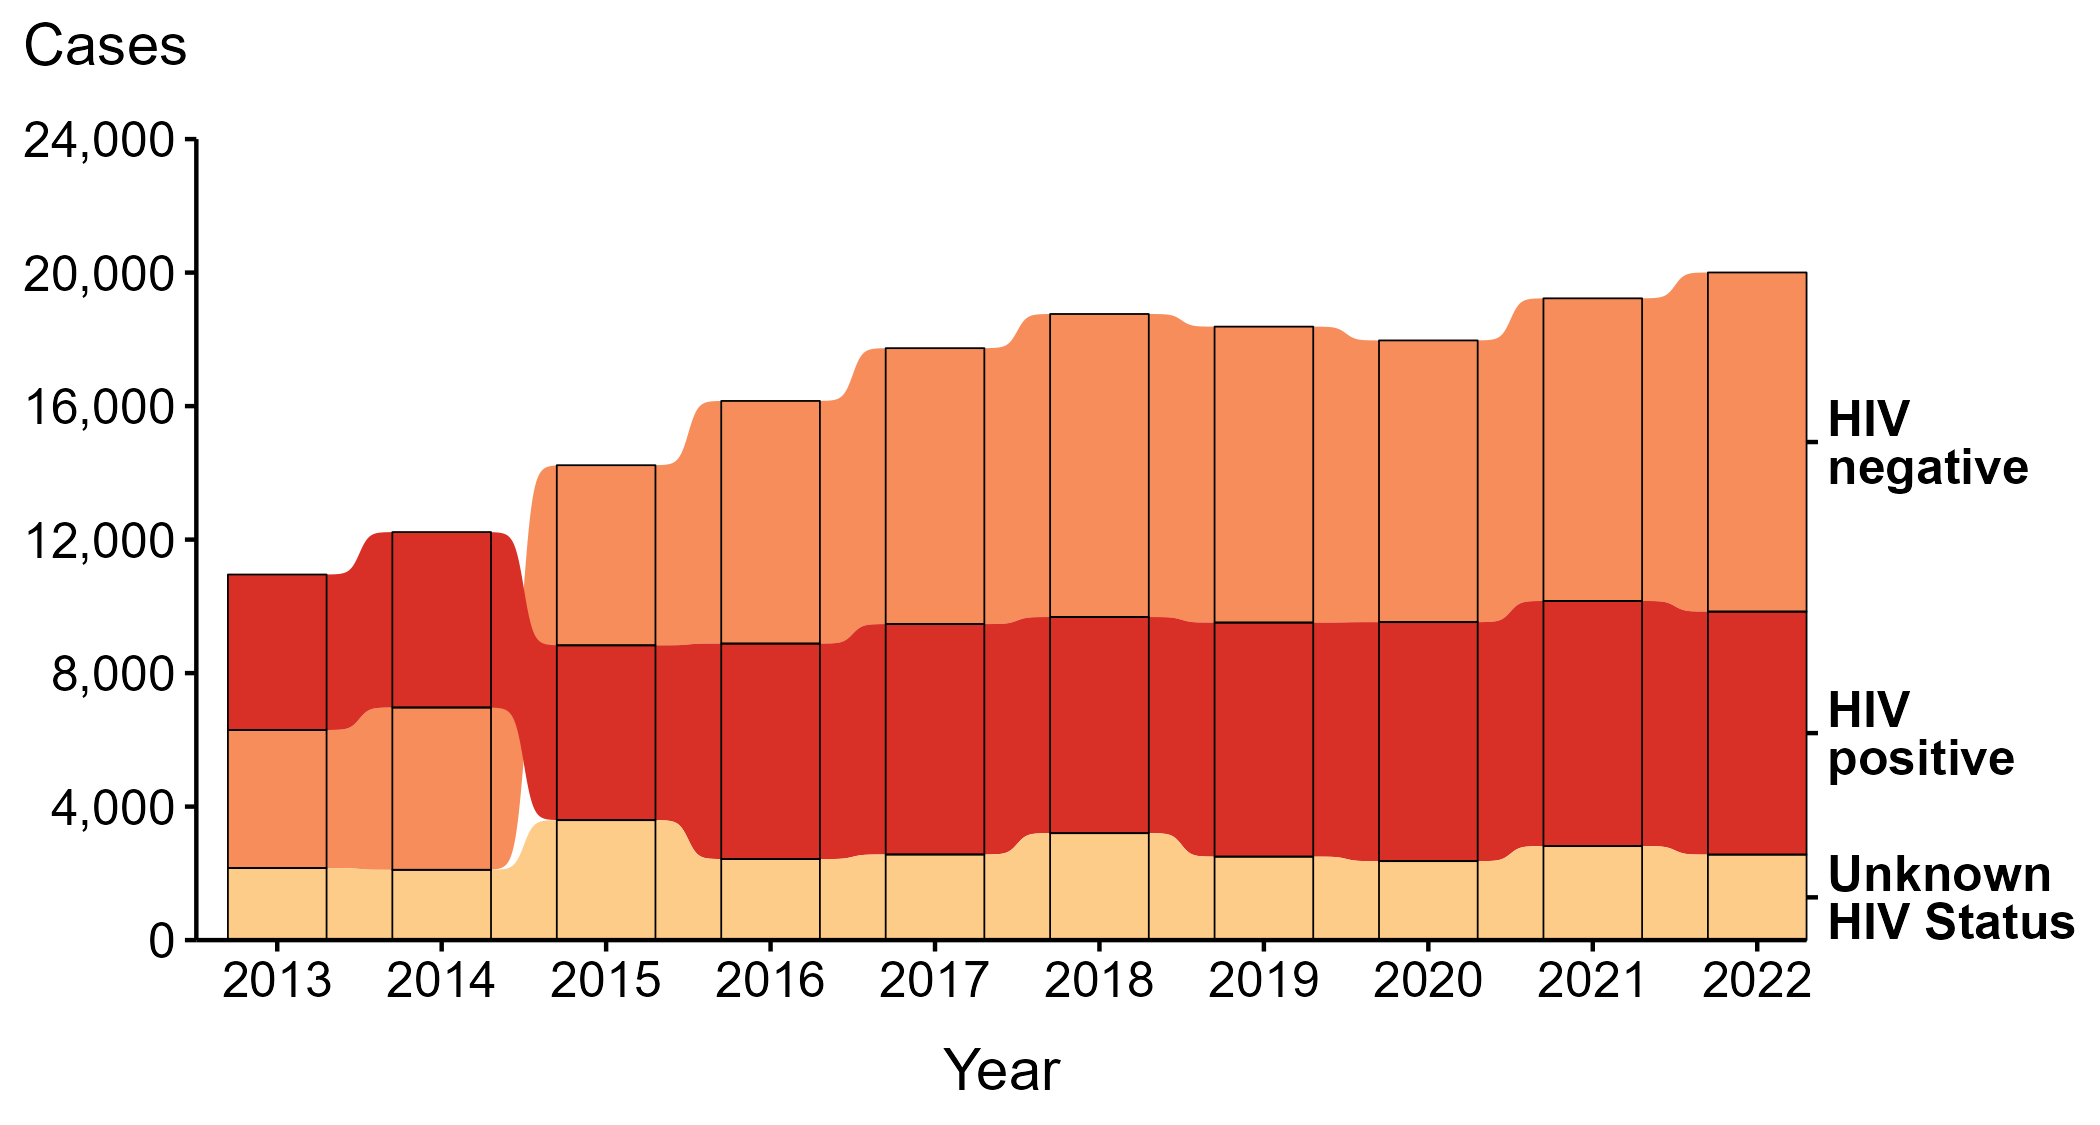 Cases
24,000
20,000
16,000
12,000
8,000
4,000
0
HIV
negative
HIV
positive
Unknown
HIV Status
2013 2014 2015 2016 2017 2018 2019 2020 2021 2022
Year